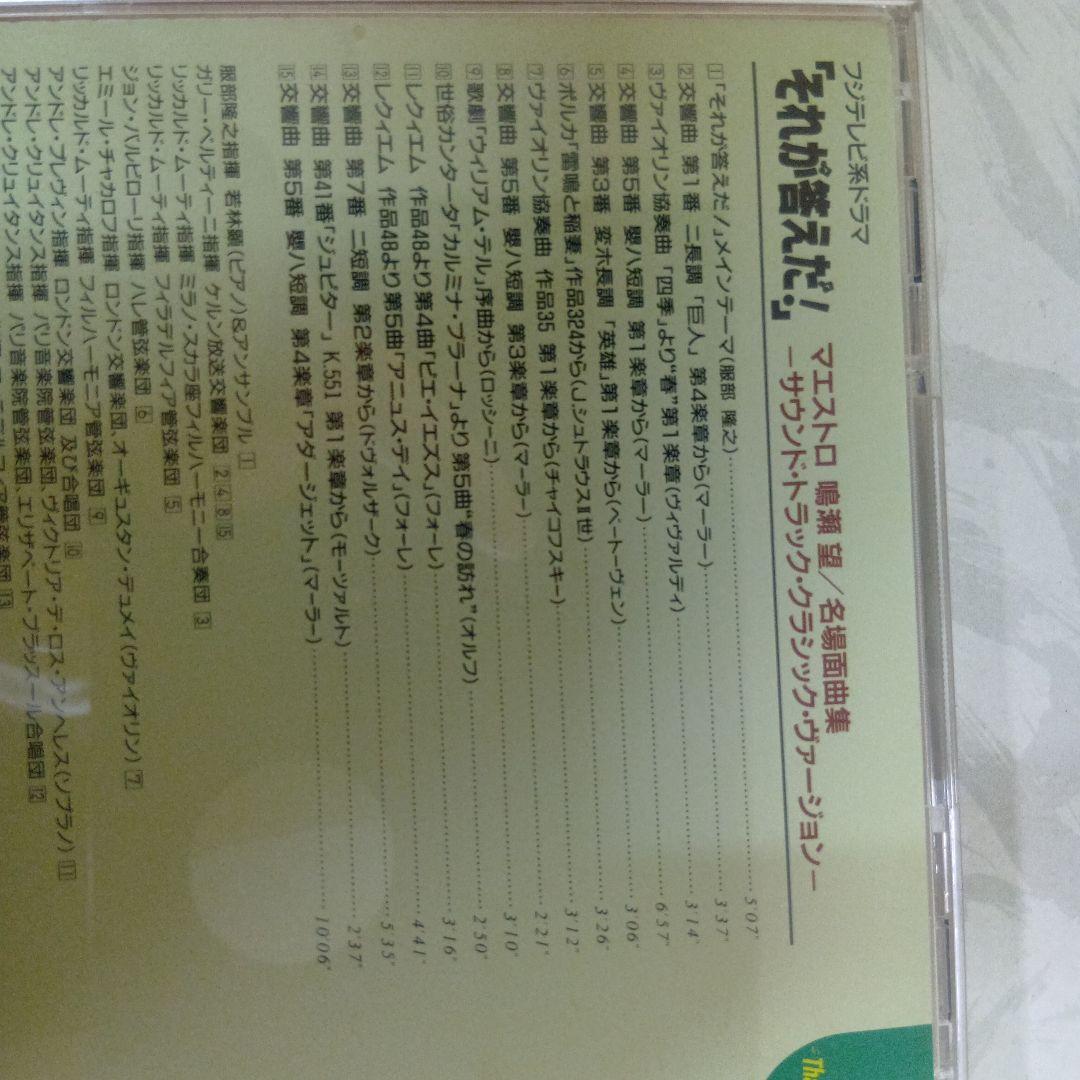 フジテレビ系ドラマ
「それが答えだ!」 マエストロ 鳴瀬 望/名場面曲集
―サウンド・トラック・クラシック・ヴァージョン―
1 「それが答えだ!」メインテーマ(服部 隆之) 5'07"
2 交響曲 第1番 ニ長調 「巨人」 第4楽章から(マーラー) 3'37"
3 ヴァイオリン協奏曲 「四季」より“春”第1楽章(ヴィヴァルディ) 3'14"
4 交響曲 第5番 嬰ハ短調 第1楽章から(マーラー) 6'57"
5 交響曲 第3番 変ホ長調 「英雄」第1楽章から(ベートーヴェン) 3'06"
6 ポルカ「雷鳴と稲妻」作品324から(J.シュトラウスⅡ世) 3'26"
7 ヴァイオリン協奏曲 作品35 第1楽章から(チャイコフスキー) 3'12"
8 交響曲 第5番 嬰ハ短調 第3楽章から(マーラー) 2'21"
9 歌劇「ウィリアム・テル」序曲から(ロッシーニ) 3'10"
10 世俗カンタータ「カルミナ・ブラーナ」より第5曲“春の訪れ”(オルフ) 2'50"
11 レクィエム 作品48より第4曲「ピエ・イエズス」(フォーレ) 3'16"
12 レクィエム 作品48より第5曲「アニュス・デイ」(フォーレ) 4'41"
13 交響曲 第7番 ニ短調 第2楽章から(ドヴォルザーク) 5'35"
14 交響曲 第41番「ジュピター」 K.551 第1楽章から(モーツァルト) 2'37"
15 交響曲 第5番 嬰ハ短調 第4楽章「アダージェット」(マーラー) 10'06"
服部隆之指揮 若林顕(ピアノ)&アンサンブル 1
ガリー・ベルティーニ指揮 ケルン放送交響楽団 2 4 8 15
リッカルド・ムーティ指揮 ミラノ・スカラ座フィルハーモニー合奏団 3
リッカルド・ムーティ指揮 フィラデルフィア管弦楽団 5
ジョン・バルビローリ指揮 ハレ管弦楽団 6
エミール・チャカロフ指揮 ロンドン交響楽団、オーギュスタン・デュメイ(ヴァイオリン) 7
リッカルド・ムーティ指揮 フィルハーモニア管弦楽団 9
アンドレ・プレヴィン指揮 ロンドン交響楽団 及び合唱団 10
アンドレ・クリュイタンス指揮 パリ音楽院管弦楽団、ヴィクトリア・デ・ロス・アンヘレス(ソプラノ) 11
アンドレ・クリュイタンス指揮 パリ音楽院管弦楽団、エリザベート・ブラッスール合唱団 12
管弦楽団 13
The